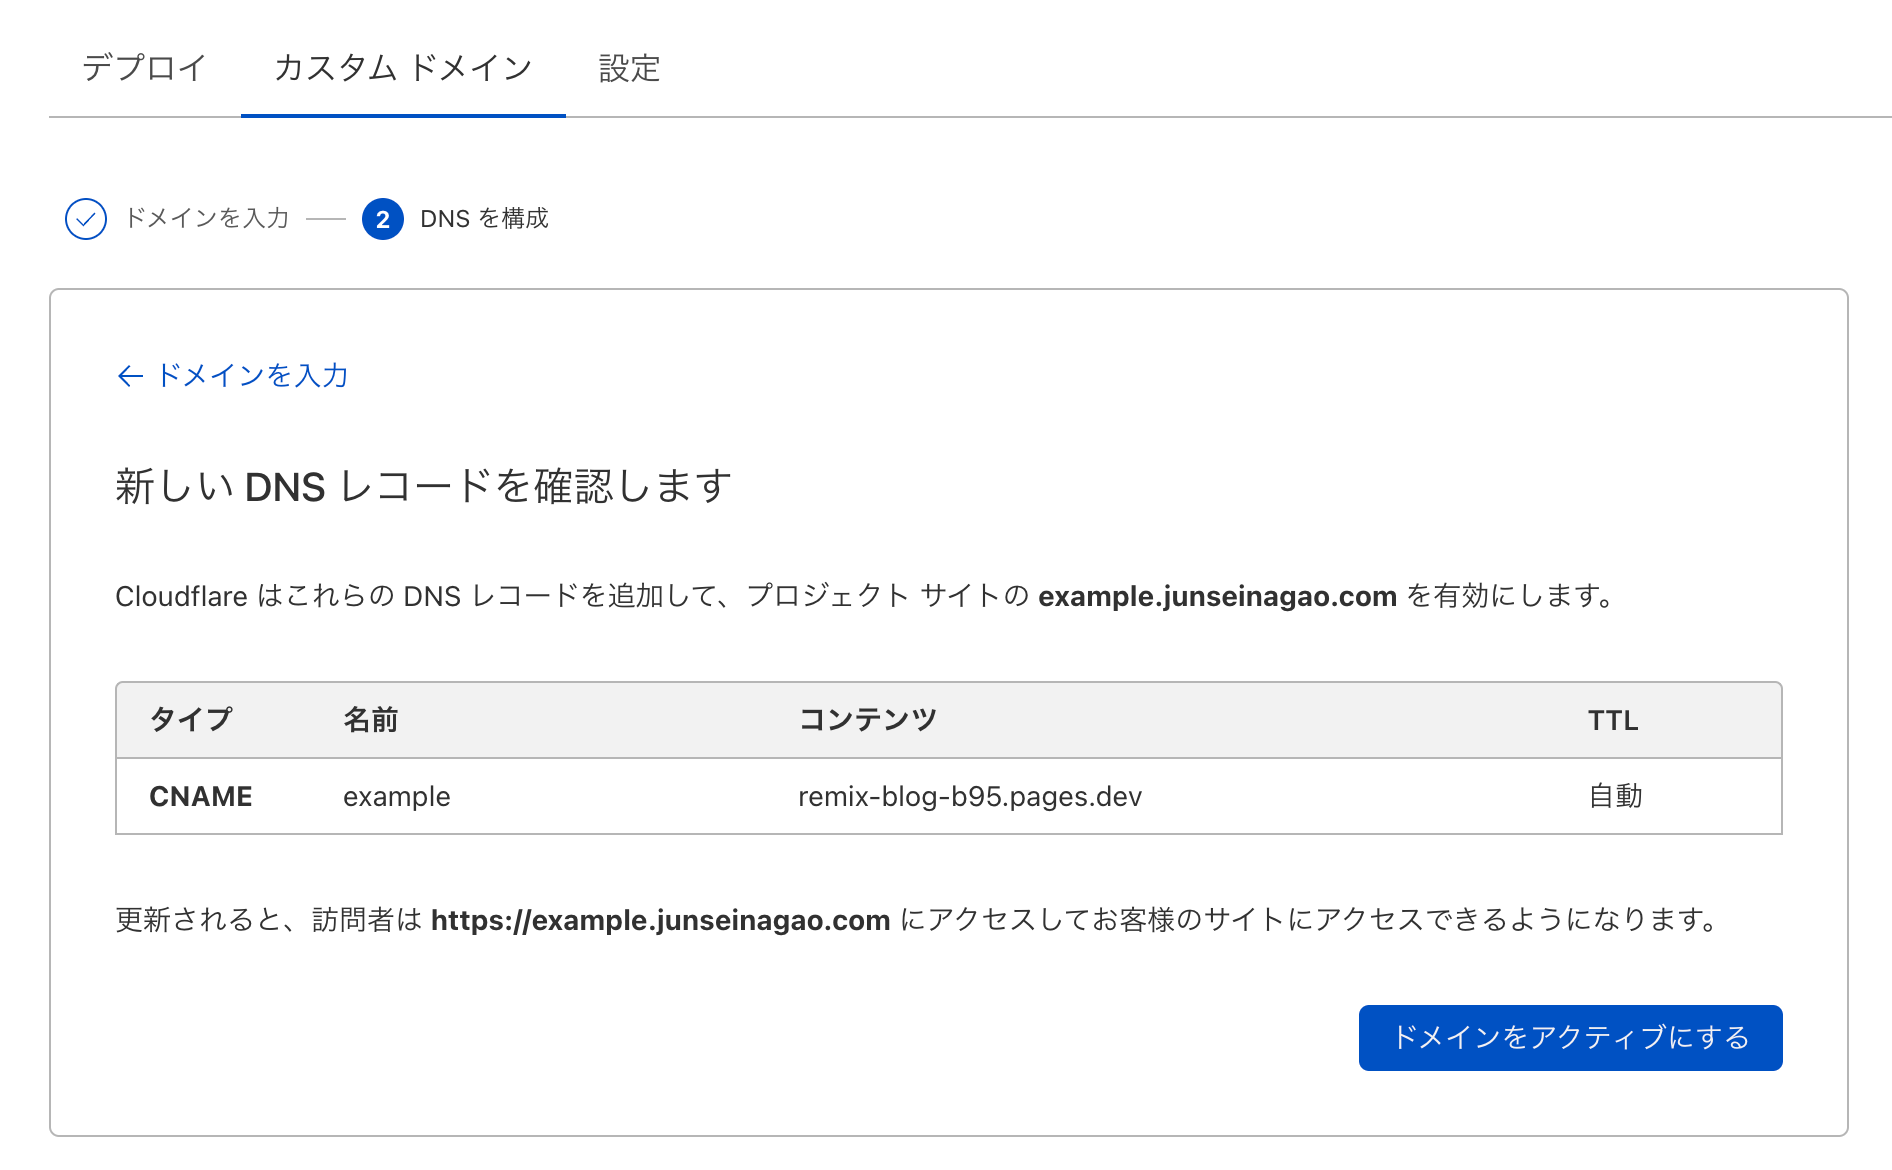 デプロイ カスタム ドメイン 設定
ドメインを入力 2 DNS を構成
← ドメインを入力
新しい DNS レコードを確認します
Cloudflare はこれらの DNS レコードを追加して、プロジェクト サイトの example.junseinagao.com を有効にします。
タイプ 名前 コンテンツ TTL
CNAME example remix-blog-b95.pages.dev 自動
更新されると、訪問者は https://example.junseinagao.com にアクセスしてお客様のサイトにアクセスできるようになります。
ドメインをアクティブにする